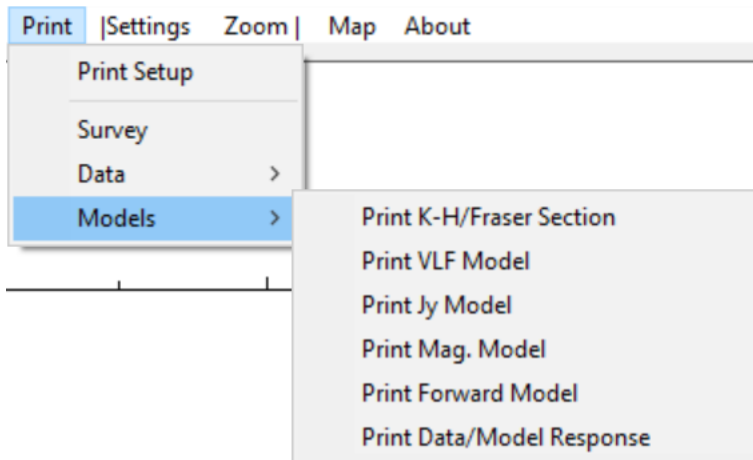 Print |Settings Zoom | Map About
Print Setup
Survey
Data >
Models >
Print K-H/Fraser Section
Print VLF Model
Print Jy Model
Print Mag. Model
Print Forward Model
Print Data/Model Response